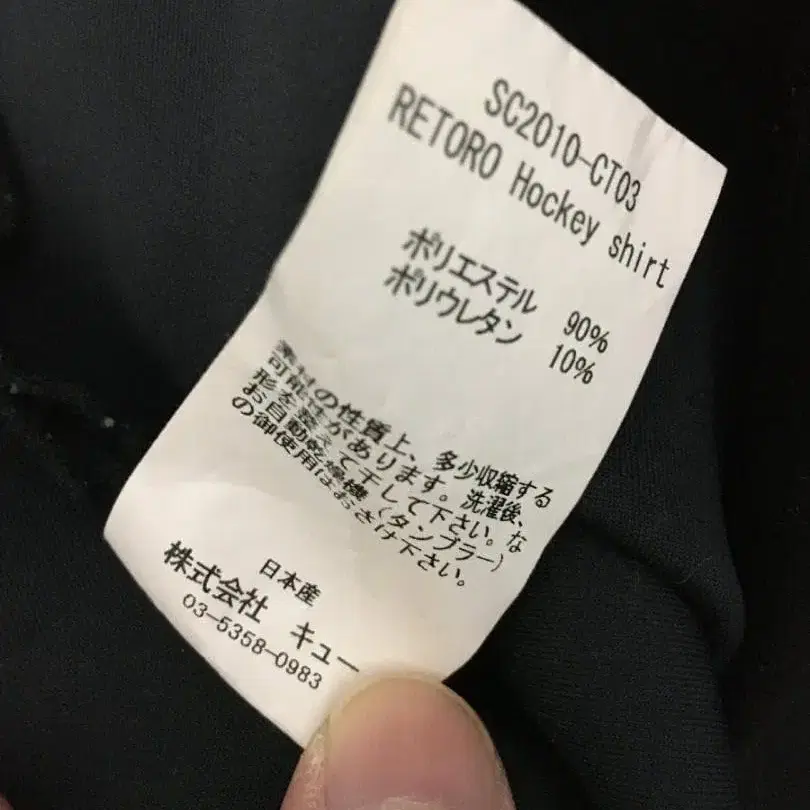 SC2010-CT03
RETORO Hockey shirt
ポリエステル 90%
ポリウレタン 10%
素材の性質上、多少収縮する
可能性があります。洗濯後、
形を整えて干して下さい。な
お自動乾燥機(タンブラー)
の御使用はおさけ下さい。
日本産
株式会社 キュー
03-5358-0983